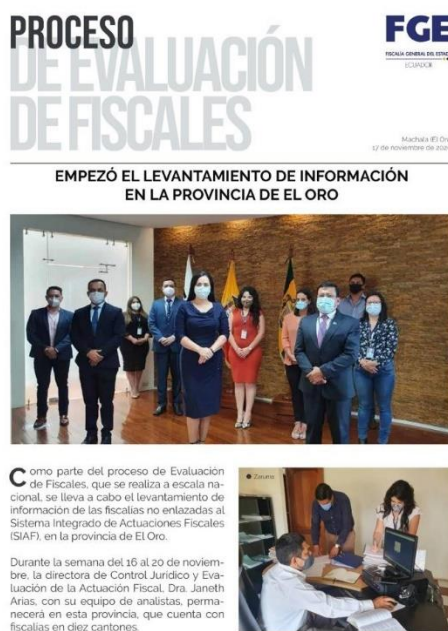 PROCESO
DE EVALUACIÓN
DE FISCALES
FGE
FISCALÍA GENERAL DEL ESTADO
ECUADOR
Machala (El Oro)
17 de noviembre de 2020
EMPEZÓ EL LEVANTAMIENTO DE INFORMACIÓN
EN LA PROVINCIA DE EL ORO
Como parte del proceso de Evaluación
de Fiscales, que se realiza a escala na-
cional, se lleva a cabo el levantamiento de
información de las fiscalías no enlazadas al
Sistema Integrado de Actuaciones Fiscales
(SIAF), en la provincia de El Oro.
Durante la semana del 16 al 20 de noviem-
bre, la directora de Control Jurídico y Eva-
luación de la Actuación Fiscal, Dra. Janeth
Arias, con su equipo de analistas, perma-
necerá en esta provincia, que cuenta con
fiscalías en diez cantones.
Zaruma